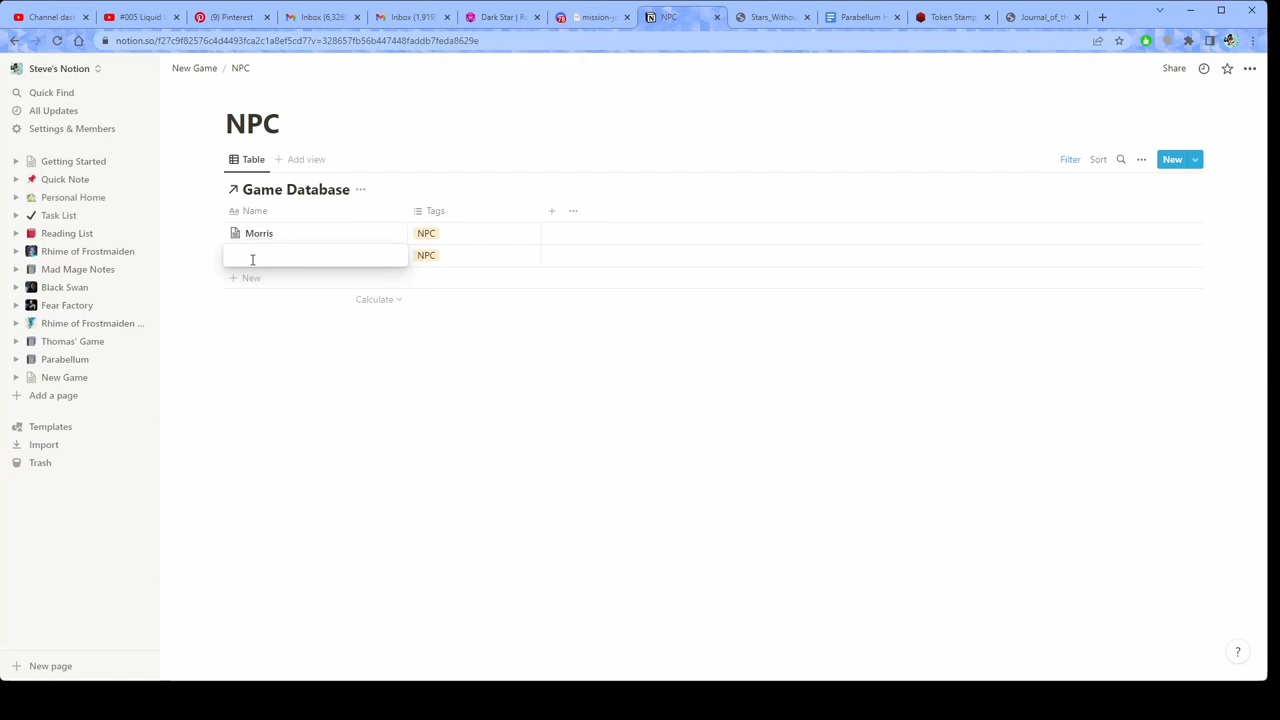 Channel das
#005 Liquid
(9) Pinterest
Inbox (6,326
Inbox (1,919)
Dark Star | Ro
mission-jo
NPC
Stars_Withou
Parabellum H
Token Stamp
Journal_of_th
notion.so/f27c9f82576c4d4493fca2c1a8ef5cd7?v=328657fb56b447448faddb7feda8629e
Steve's Notion
New Game / NPC
Share
Quick Find
All Updates
Settings & Members
Getting Started
Quick Note
Personal Home
Task List
Reading List
Rhime of Frostmaiden
Mad Mage Notes
Black Swan
Fear Factory
Rhime of Frostmaiden ...
Thomas' Game
Parabellum
New Game
Add a page
Templates
Import
Trash
New page
NPC
Table
Add view
Filter
Sort
New
Game Database
Aa Name
Tags
Morris
NPC
NPC
New
Calculate
?